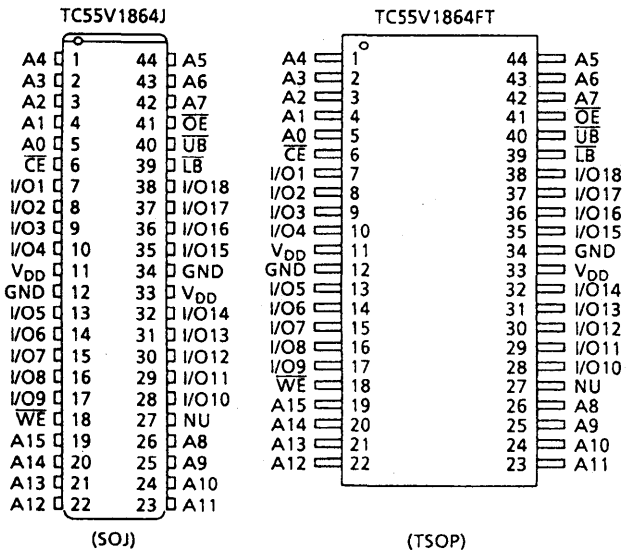 TC55V1864J
A4 1 44 A5
A3 2 43 A6
A2 3 42 A7
A1 4 41 OE
A0 5 40 UB
CE 6 39 LB
I/O1 7 38 I/O18
I/O2 8 37 I/O17
I/O3 9 36 I/O16
I/O4 10 35 I/O15
VDD 11 34 GND
GND 12 33 VDD
I/O5 13 32 I/O14
I/O6 14 31 I/O13
I/O7 15 30 I/O12
I/O8 16 29 I/O11
I/O9 17 28 I/O10
WE 18 27 NU
A15 19 26 A8
A14 20 25 A9
A13 21 24 A10
A12 22 23 A11
(SOJ)
TC55V1864FT
A4 1 44 A5
A3 2 43 A6
A2 3 42 A7
A1 4 41 OE
A0 5 40 UB
CE 6 39 LB
I/O1 7 38 I/O18
I/O2 8 37 I/O17
I/O3 9 36 I/O16
I/O4 10 35 I/O15
VDD 11 34 GND
GND 12 33 VDD
I/O5 13 32 I/O14
I/O6 14 31 I/O13
I/O7 15 30 I/O12
I/O8 16 29 I/O11
I/O9 17 28 I/O10
WE 18 27 NU
A15 19 26 A8
A14 20 25 A9
A13 21 24 A10
A12 22 23 A11
(TSOP)